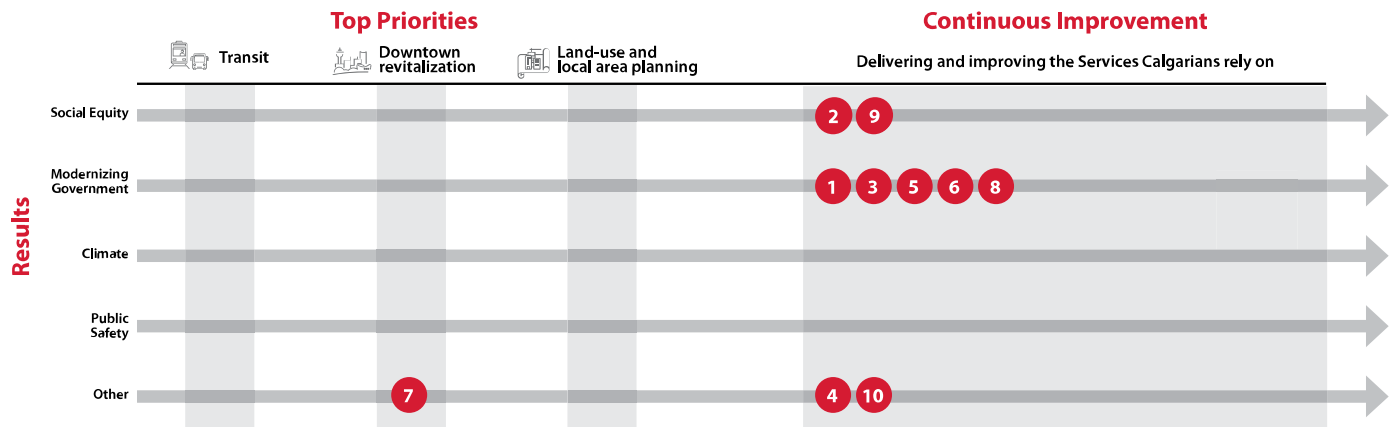 Top Priorities
Continuous Improvement
Transit
Downtown
revitalization
Land-use and
local area planning
Delivering and improving the Services Calgarians rely on
Results
Social Equity
2 9
Modernizing
Government
1 3 5 6 8
Climate
Public
Safety
Other
7
4 10